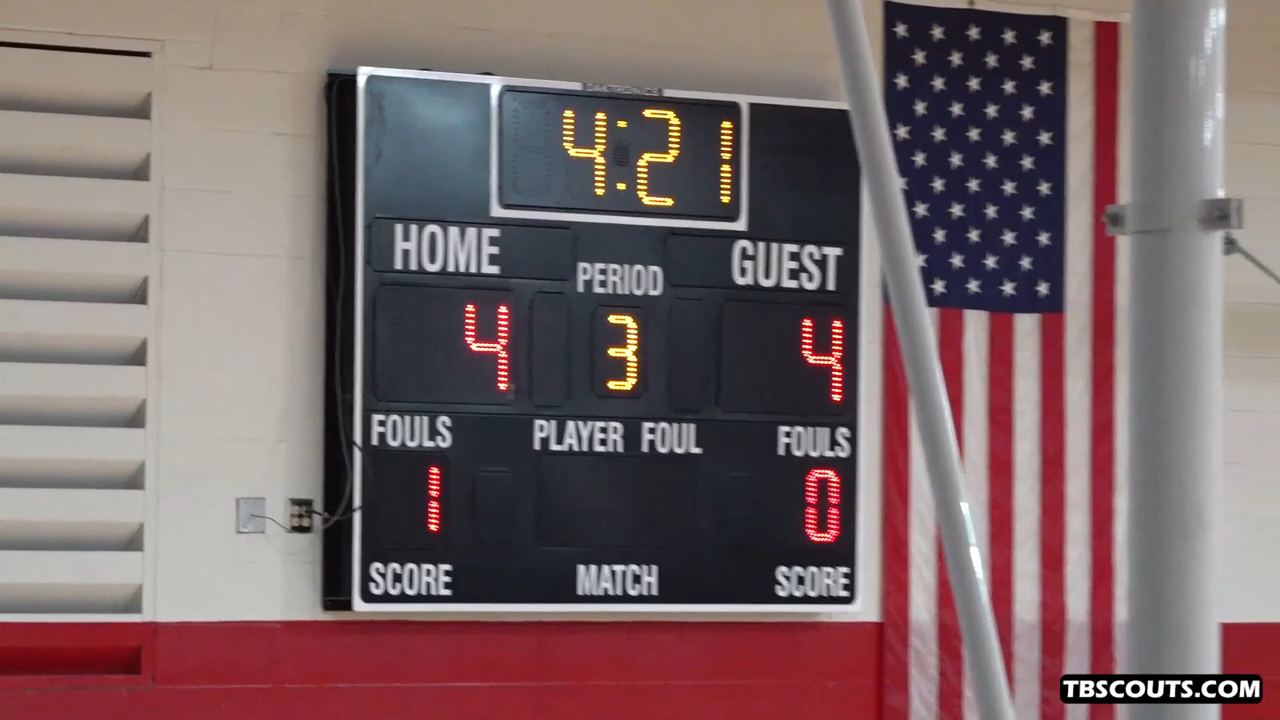 DAKTRONICS
4:21
HOME PERIOD GUEST
4 3 4
FOULS PLAYER FOUL FOULS
1 0
SCORE MATCH SCORE
TBSCOUTS.COM